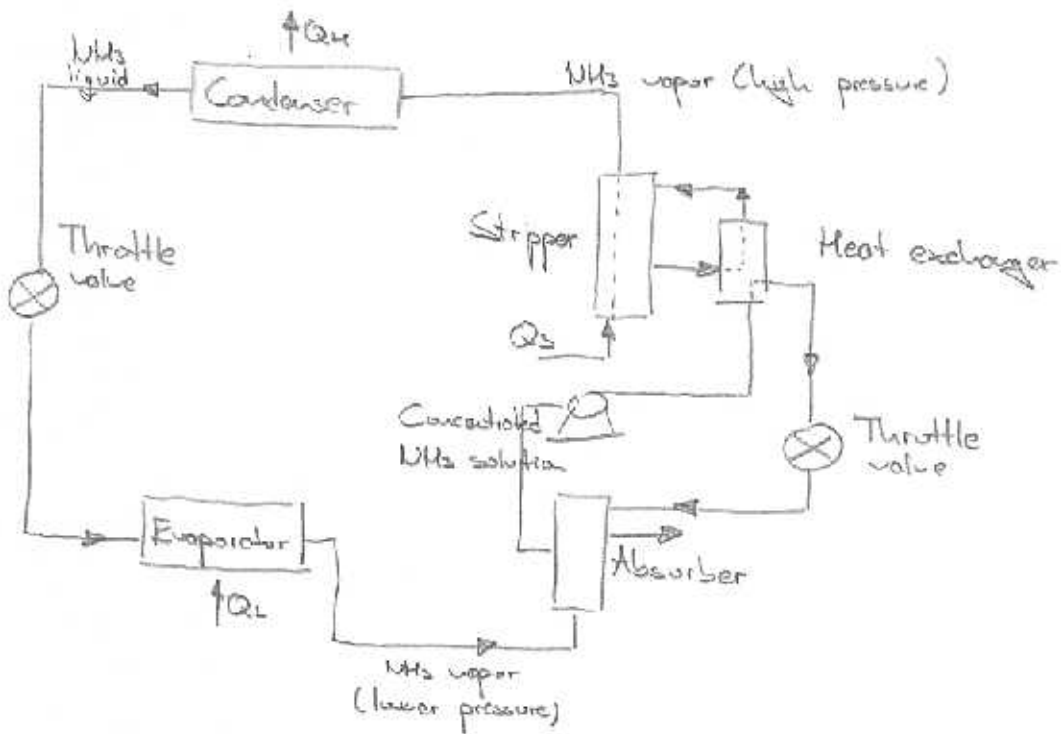 QH
NH3
liquid
Condenser
NH3 vapor (high pressure)
Stripper
Heat exchanger
Throttle
valve
Qs
Concentrated
NH3 solution
Throttle
valve
Evaporator
Absurber
QL
NH3 vapor
(lower pressure)